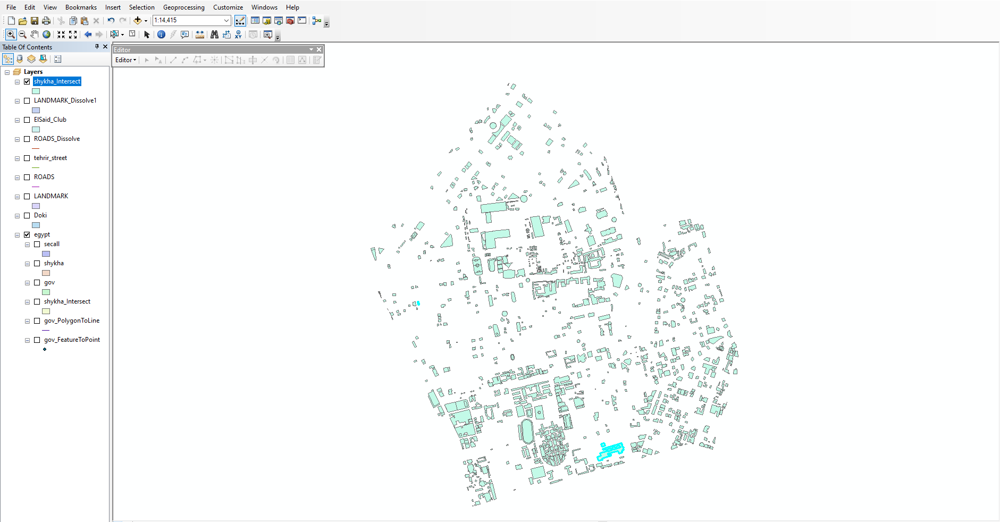 File Edit View Bookmarks Insert Selection Geoprocessing Customize Windows Help
1:14,415
Table Of Contents
Editor
Editor
Layers
shykha_Intersect
LANDMARK_Dissolve1
ElSaid_Club
ROADS_Dissolve
tehrir_street
ROADS
LANDMARK
Doki
egypt
secall
shykha
gov
shykha_Intersect
gov_PolygonToLine
gov_FeatureToPoint